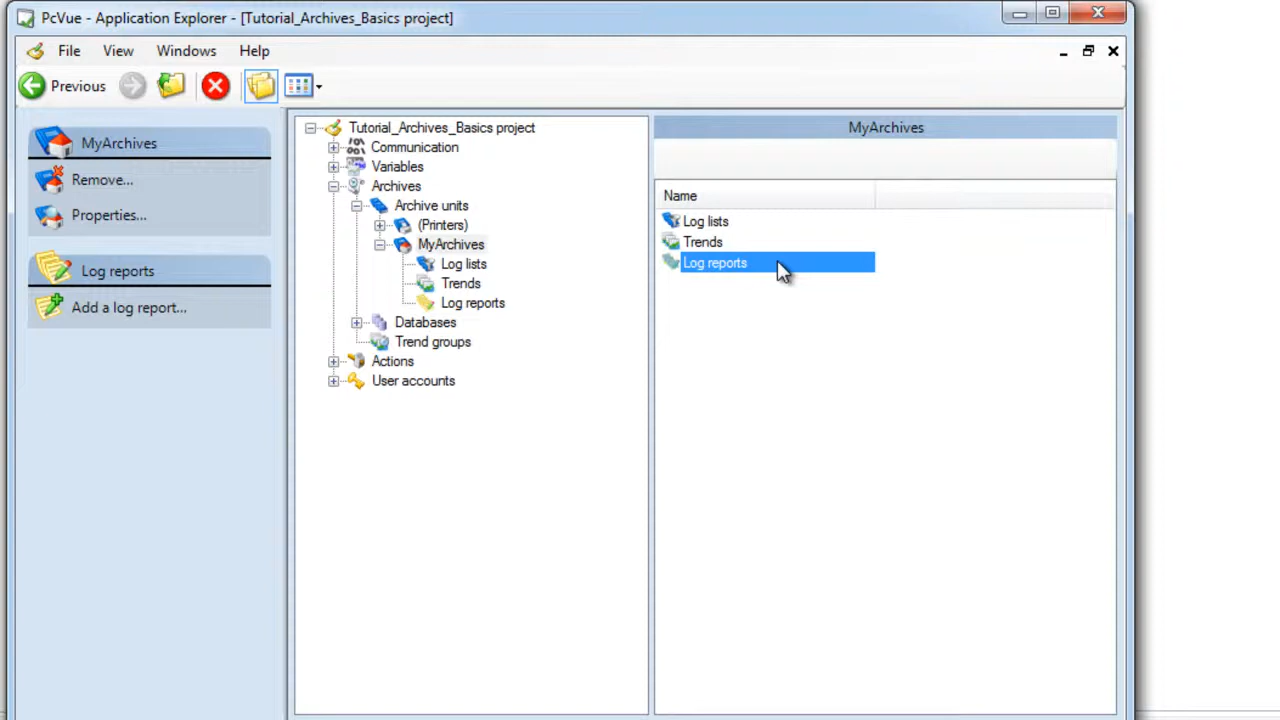 PcVue - Application Explorer - [Tutorial_Archives_Basics project]
File View Windows Help
Previous
MyArchives
Remove...
Properties...
Log reports
Add a log report...
Tutorial_Archives_Basics project
Communication
Variables
Archives
Archive units
(Printers)
MyArchives
Log lists
Trends
Log reports
Databases
Trend groups
Actions
User accounts
MyArchives
Name
Log lists
Trends
Log reports